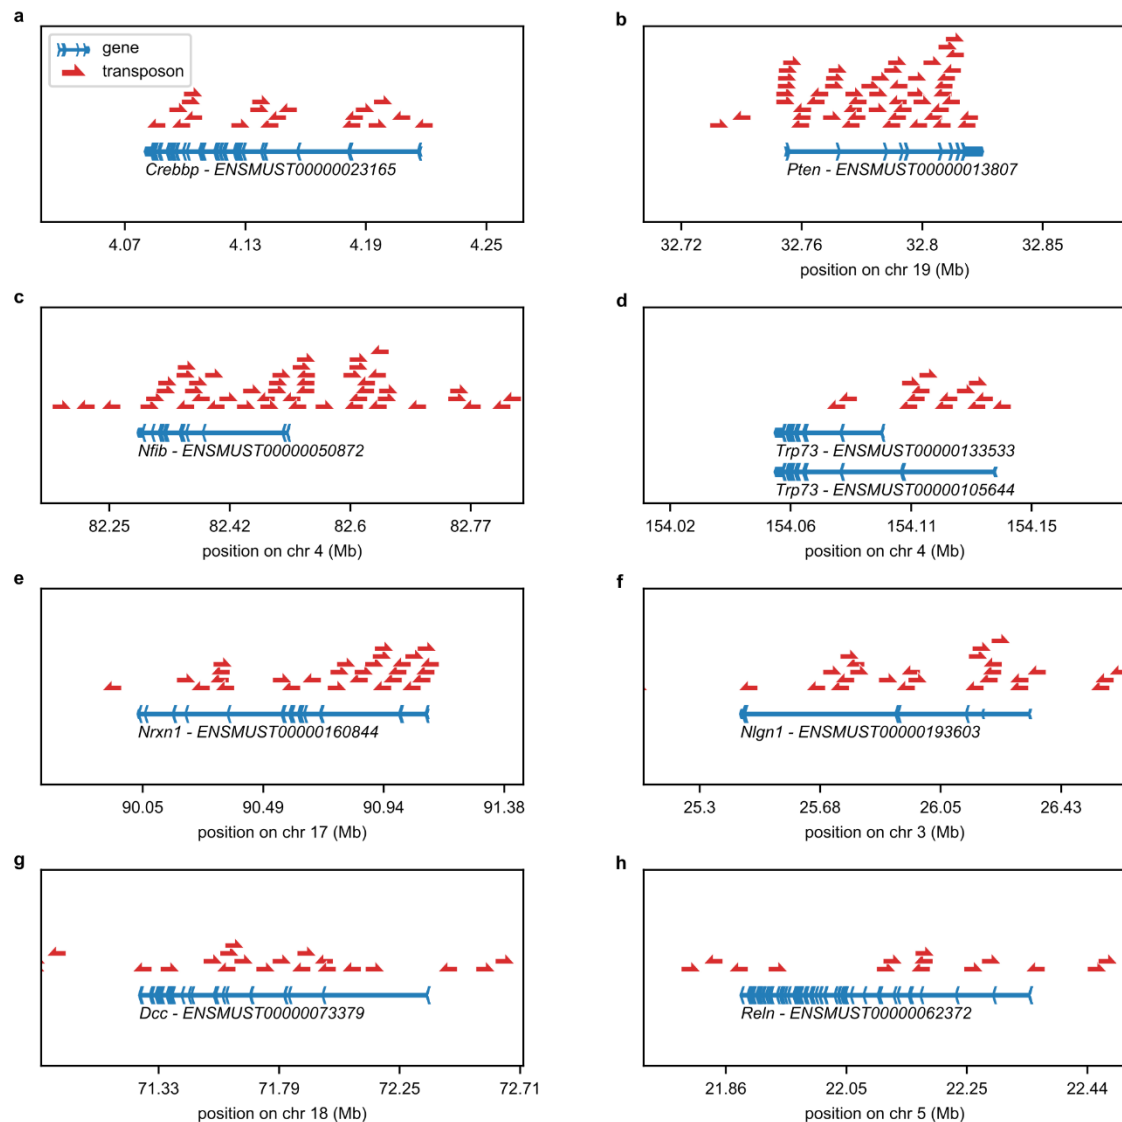 a
gene
transposon
Crebbp - ENSMUST00000023165
4.07 4.13 4.19 4.25
b
Pten - ENSMUST00000013807
32.72 32.76 32.8 32.85
position on chr 19 (Mb)
c
Nfib - ENSMUST00000050872
82.25 82.42 82.6 82.77
position on chr 4 (Mb)
d
Trp73 - ENSMUST00000133533
Trp73 - ENSMUST00000105644
154.02 154.06 154.11 154.15
position on chr 4 (Mb)
e
Nrxn1 - ENSMUST00000160844
90.05 90.49 90.94 91.38
position on chr 17 (Mb)
f
Nlgn1 - ENSMUST00000193603
25.3 25.68 26.05 26.43
position on chr 3 (Mb)
g
Dcc - ENSMUST00000073379
71.33 71.79 72.25 72.71
position on chr 18 (Mb)
h
Reln - ENSMUST00000062372
21.86 22.05 22.25 22.44
position on chr 5 (Mb)